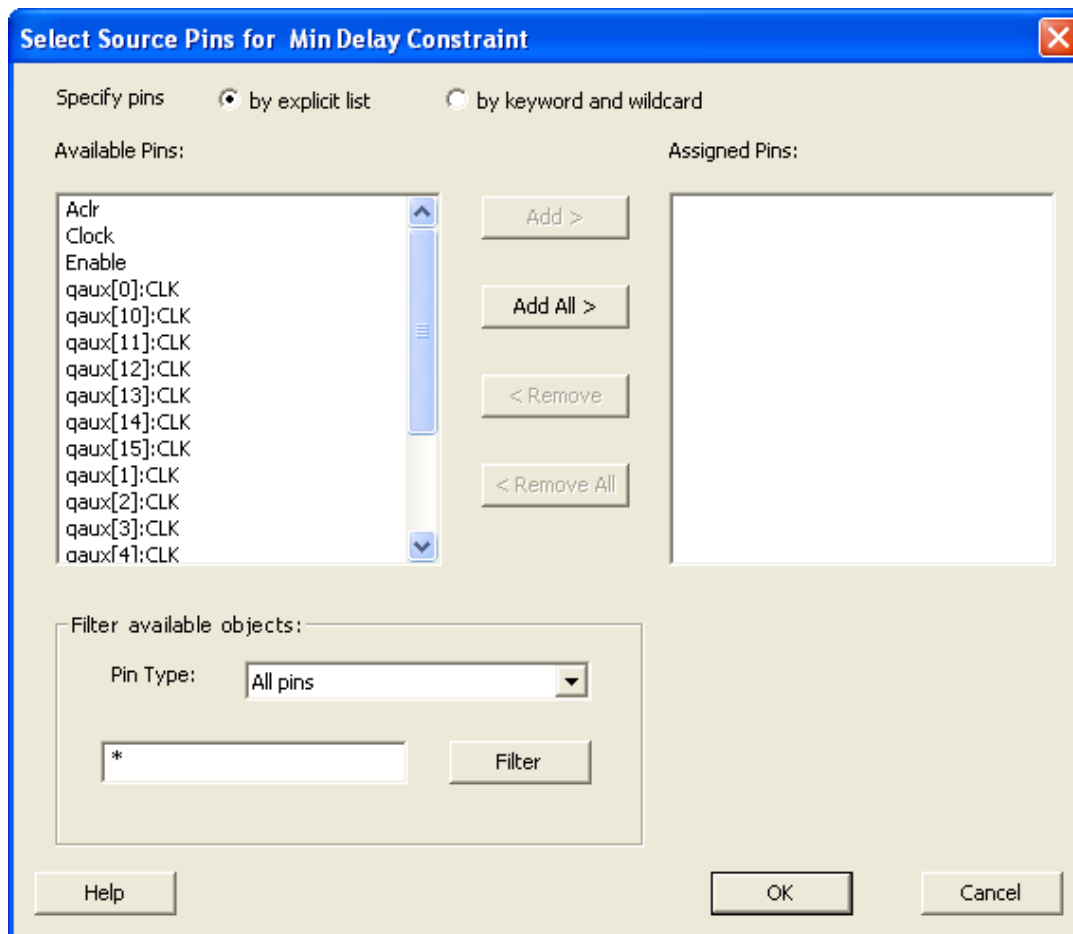 Select Source Pins for Min Delay Constraint
Specify pins by explicit list by keyword and wildcard
Available Pins: Assigned Pins:
Aclr
Clock
Enable
qaux[0]:CLK
qaux[10]:CLK
qaux[11]:CLK
qaux[12]:CLK
qaux[13]:CLK
qaux[14]:CLK
qaux[15]:CLK
qaux[1]:CLK
qaux[2]:CLK
qaux[3]:CLK
qaux[4]:CLK
Add >
Add All >
< Remove
< Remove All
Filter available objects:
Pin Type: All pins
* Filter
Help OK Cancel